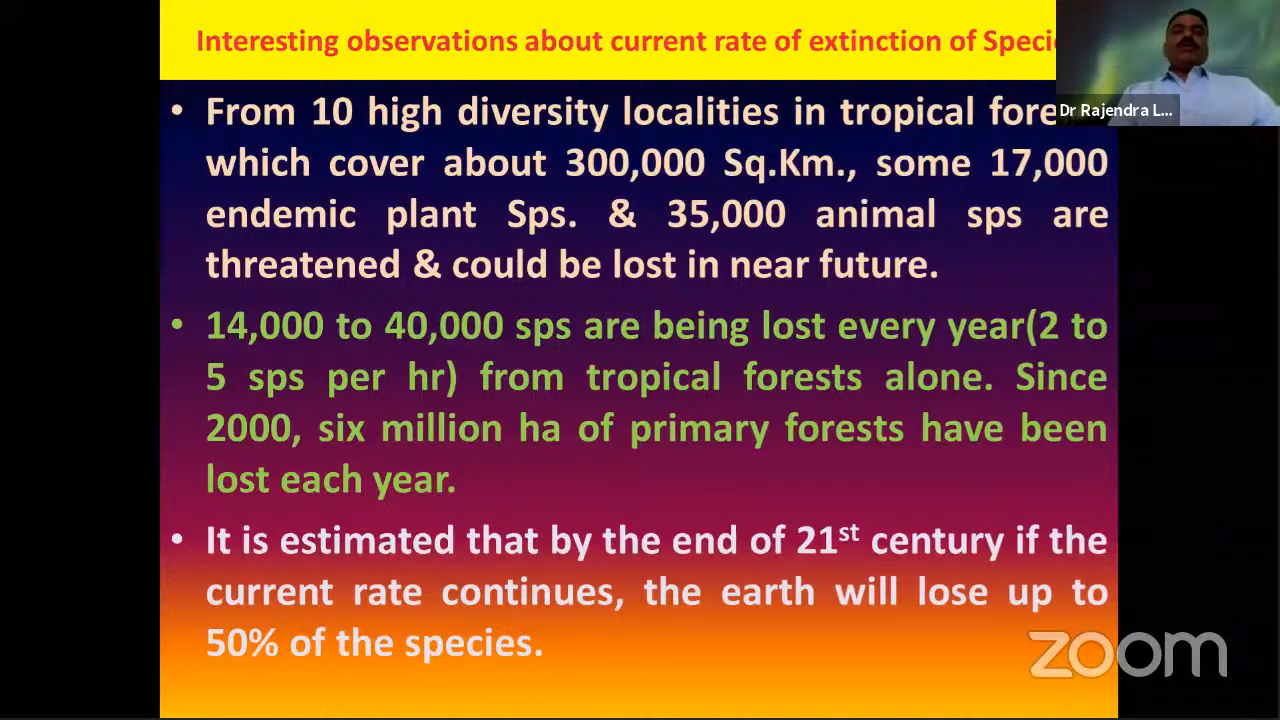 Interesting observations about current rate of extinction of
Dr Rajendra L...
• From 10 high diversity localities in tropical
which cover about 300,000 Sq.Km., some 17,000
endemic plant Sps. & 35,000 animal sps are
threatened & could be lost in near future.
• 14,000 to 40,000 sps are being lost every year(2 to
5 sps per hr) from tropical forests alone. Since
2000, six million ha of primary forests have been
lost each year.
• It is estimated that by the end of 21st century if the
current rate continues, the earth will lose up to
50% of the species.
zoom